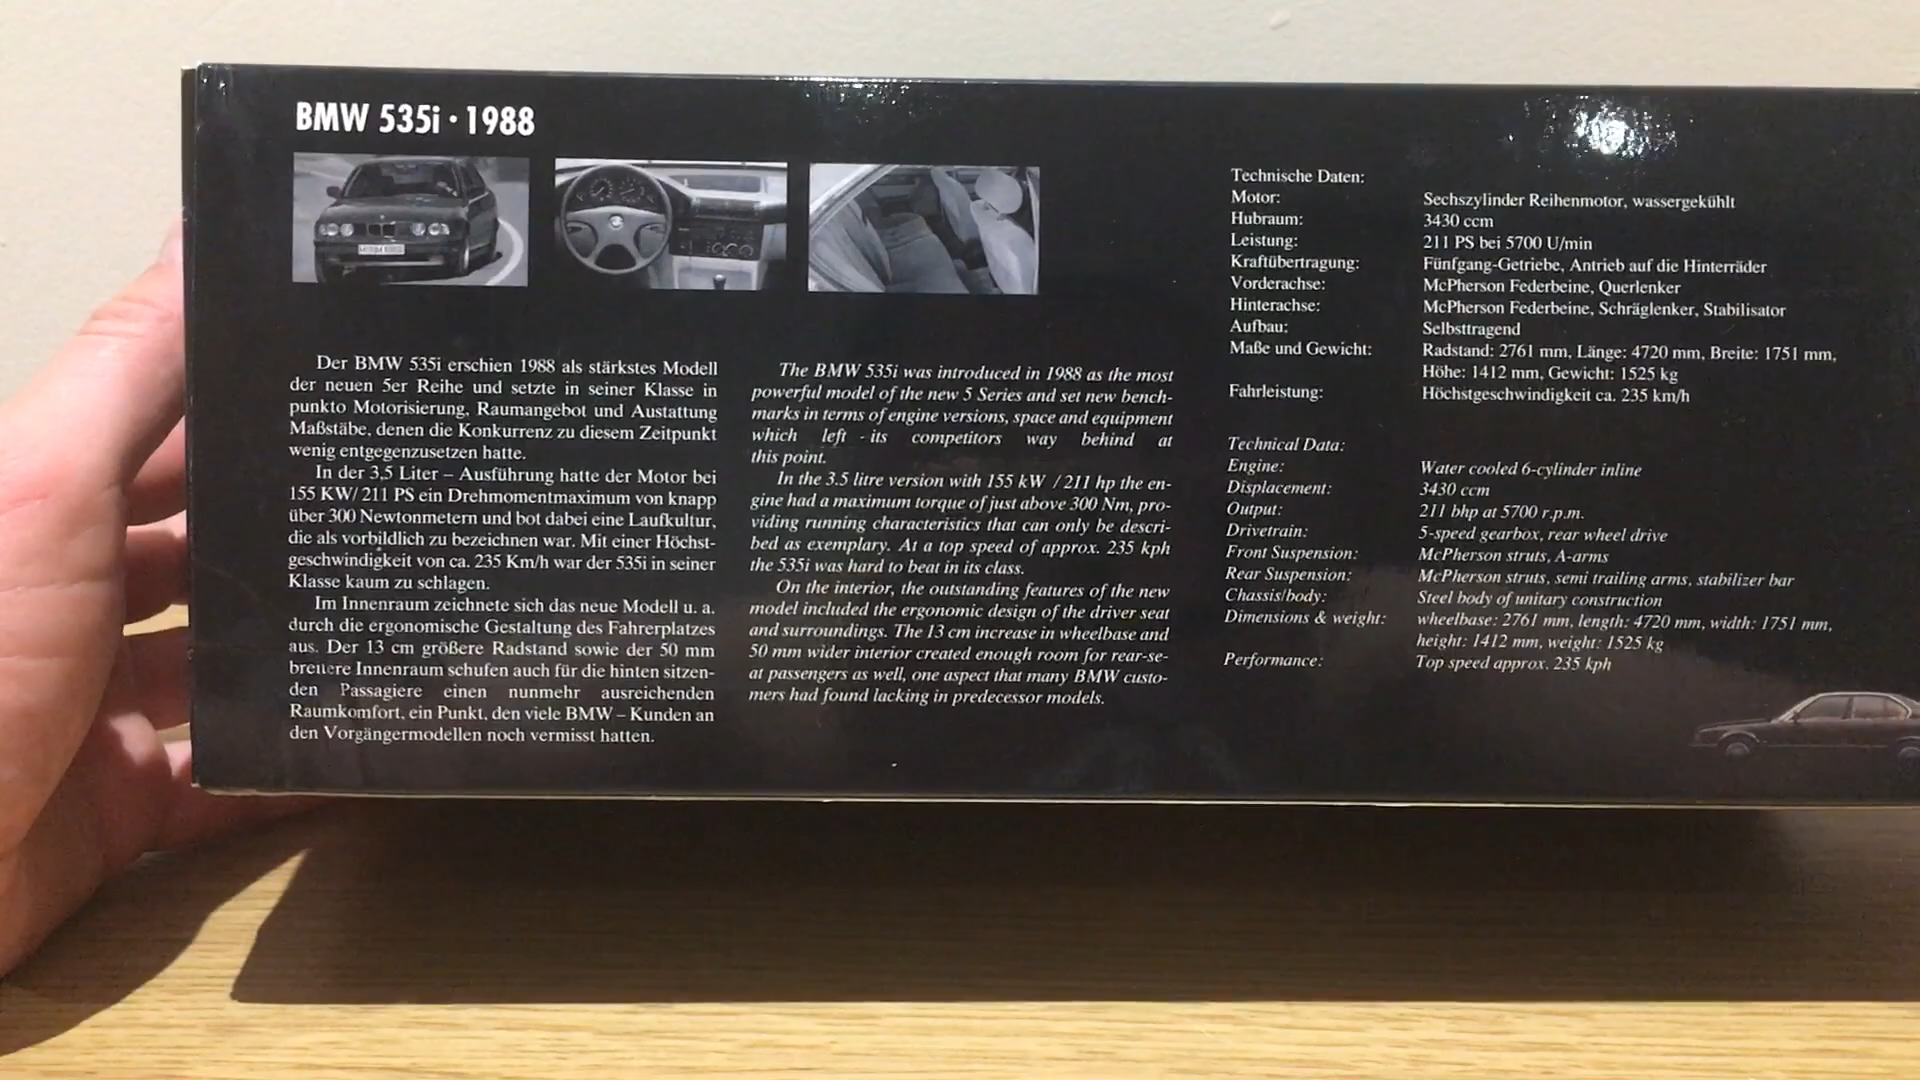 BMW 535i · 1988
Der BMW 535i erschien 1988 als stärkstes Modell
der neuen 5er Reihe und setzte in seiner Klasse in
punkto Motorisierung, Raumangebot und Austattung
Maßstäbe, denen die Konkurrenz zu diesem Zeitpunkt
wenig entgegenzusetzen hatte.
In der 3,5 Liter – Ausführung hatte der Motor bei
155 KW/ 211 PS ein Drehmomentmaximum von knapp
über 300 Newtonmetern und bot dabei eine Laufkultur,
die als vorbildlich zu bezeichnen war. Mit einer Höchst-
geschwindigkeit von ca. 235 Km/h war der 535i in seiner
Klasse kaum zu schlagen.
Im Innenraum zeichnete sich das neue Modell u. a.
durch die ergonomische Gestaltung des Fahrerplatzes
aus. Der 13 cm größere Radstand sowie der 50 mm
breitere Innenraum schufen auch für die hinten sitzen-
den Passagiere einen nunmehr ausreichenden
Raumkomfort, ein Punkt, den viele BMW – Kunden an
den Vorgängermodellen noch vermisst hatten.
The BMW 535i was introduced in 1988 as the most
powerful model of the new 5 Series and set new bench-
marks in terms of engine versions, space and equipment
which left - its competitors way behind at
this point.
In the 3.5 litre version with 155 kW / 211 hp the en-
gine had a maximum torque of just above 300 Nm, pro-
viding running characteristics that can only be descri-
bed as exemplary. At a top speed of approx. 235 kph
the 535i was hard to beat in its class.
On the interior, the outstanding features of the new
model included the ergonomic design of the driver seat
and surroundings. The 13 cm increase in wheelbase and
50 mm wider interior created enough room for rear-se-
at passengers as well, one aspect that many BMW custo-
mers had found lacking in predecessor models.
Technische Daten:
Motor: Sechszylinder Reihenmotor, wassergekühlt
Hubraum: 3430 ccm
Leistung: 211 PS bei 5700 U/min
Kraftübertragung: Fünfgang-Getriebe, Antrieb auf die Hinterräder
Vorderachse: McPherson Federbeine, Querlenker
Hinterachse: McPherson Federbeine, Schräglenker, Stabilisator
Aufbau: Selbsttragend
Maße und Gewicht: Radstand: 2761 mm, Länge: 4720 mm, Breite: 1751 mm,
Höhe: 1412 mm, Gewicht: 1525 kg
Fahrleistung: Höchstgeschwindigkeit ca. 235 km/h
Technical Data:
Engine: Water cooled 6-cylinder inline
Displacement: 3430 ccm
Output: 211 bhp at 5700 r.p.m.
Drivetrain: 5-speed gearbox, rear wheel drive
Front Suspension: McPherson struts, A-arms
Rear Suspension: McPherson struts, semi trailing arms, stabilizer bar
Chassis/body: Steel body of unitary construction
Dimensions & weight: wheelbase: 2761 mm, length: 4720 mm, width: 1751 mm,
height: 1412 mm, weight: 1525 kg
Performance: Top speed approx. 235 kph